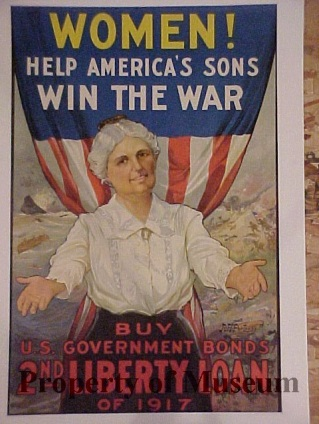 WOMEN!
HELP AMERICA'S SONS
WIN THE WAR
BUY
U.S. GOVERNMENT BONDS
2ND LIBERTY LOAN
OF 1917
Property of Museum